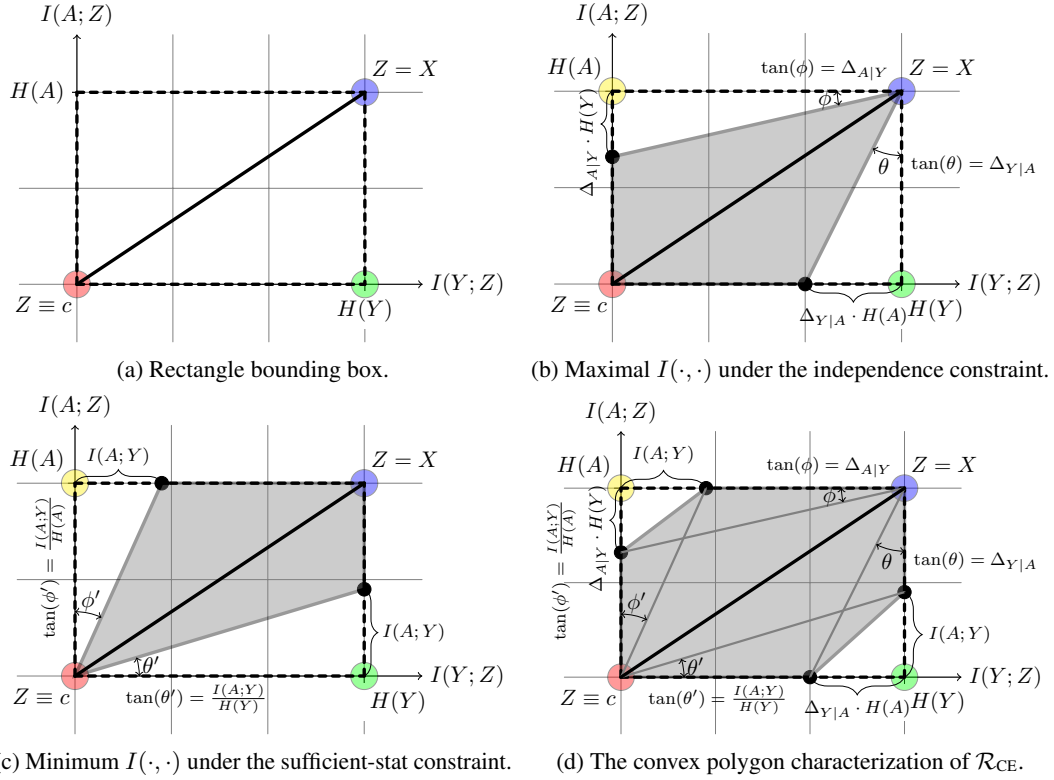 I(A; Z)
H(A)
Z = X
Z ≡ c
H(Y)
I(Y; Z)
(a) Rectangle bounding box.
I(A; Z)
H(A)
tan(ϕ) = Δ_{A|Y}
Z = X
ϕ
Δ_{A|Y} · H(Y)
θ
tan(θ) = Δ_{Y|A}
Z ≡ c
Δ_{Y|A} · H(A)
H(Y)
I(Y; Z)
(b) Maximal I(·, ·) under the independence constraint.
I(A; Z)
H(A)
I(A; Y)
Z = X
tan(ϕ′) = I(A;Y)/H(A)
ϕ′
θ′
I(A; Y)
Z ≡ c
tan(θ′) = I(A;Y)/H(Y)
H(Y)
I(Y; Z)
(c) Minimum I(·, ·) under the sufficient-stat constraint.
I(A; Z)
H(A)
I(A; Y)
tan(ϕ) = Δ_{A|Y}
Z = X
ϕ
tan(ϕ′) = I(A;Y)/H(A)
Δ_{A|Y} · H(Y)
θ
tan(θ) = Δ_{Y|A}
ϕ′
θ′
I(A; Y)
Z ≡ c
tan(θ′) = I(A;Y)/H(Y)
Δ_{Y|A} · H(A)
H(Y)
I(Y; Z)
(d) The convex polygon characterization of R_CE.